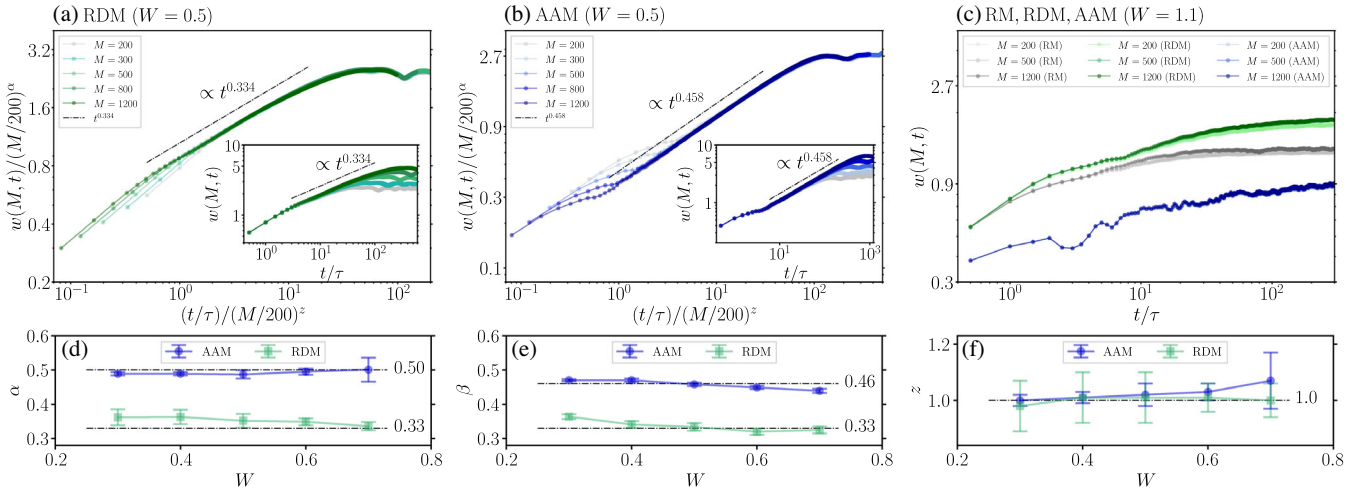 (a) RDM (W = 0.5)
w(M, t)/(M/200)^α
3.2
1.6
0.8
0.4
0.2
M = 200
M = 300
M = 500
M = 800
M = 1200
t^0.334
∝ t^0.334
w(M, t)
10
5
1
∝ t^0.334
10^0 10^1 10^2
t/τ
10^−1 10^0 10^1 10^2
(t/τ)/(M/200)^z
(b) AAM (W = 0.5)
w(M, t)/(M/200)^α
2.7
0.9
0.3
0.1
M = 200
M = 300
M = 500
M = 800
M = 1200
t^0.458
∝ t^0.458
w(M, t)
10
5
1
∝ t^0.458
10^1 10^3
t/τ
10^−1 10^0 10^1 10^2
(t/τ)/(M/200)^z
(c) RM, RDM, AAM (W = 1.1)
w(M, t)
2.7
0.9
0.3
M = 200 (RM) M = 200 (RDM) M = 200 (AAM)
M = 500 (RM) M = 500 (RDM) M = 500 (AAM)
M = 1200 (RM) M = 1200 (RDM) M = 1200 (AAM)
10^0 10^1 10^2
t/τ
(d)
AAM RDM
α
0.6
0.5
0.4
0.3
0.50
0.33
0.2 0.4 0.6 0.8
W
(e)
AAM RDM
β
0.6
0.5
0.4
0.3
0.46
0.33
0.2 0.4 0.6 0.8
W
(f)
AAM RDM
z
1.2
1.0
1.0
0.2 0.4 0.6 0.8
W